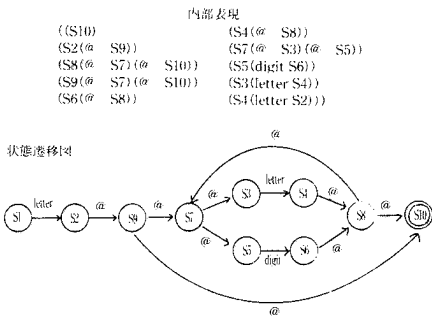 内部表現
((S10)
(S2(@ S9))
(S8(@ S7)(@ S10))
(S9(@ S7)(@ S10))
(S6(@ S8))
(S4(@ S8))
(S7(@ S3)(@ S5))
(S5(digit S6))
(S3(letter S4))
(S4(letter S2)))
状態遷移図
@
letter
S1
S2
@
S9
@
S7
@
S3
letter
S4
@
S8
@
S10
@
S5
digit
S6
@
@